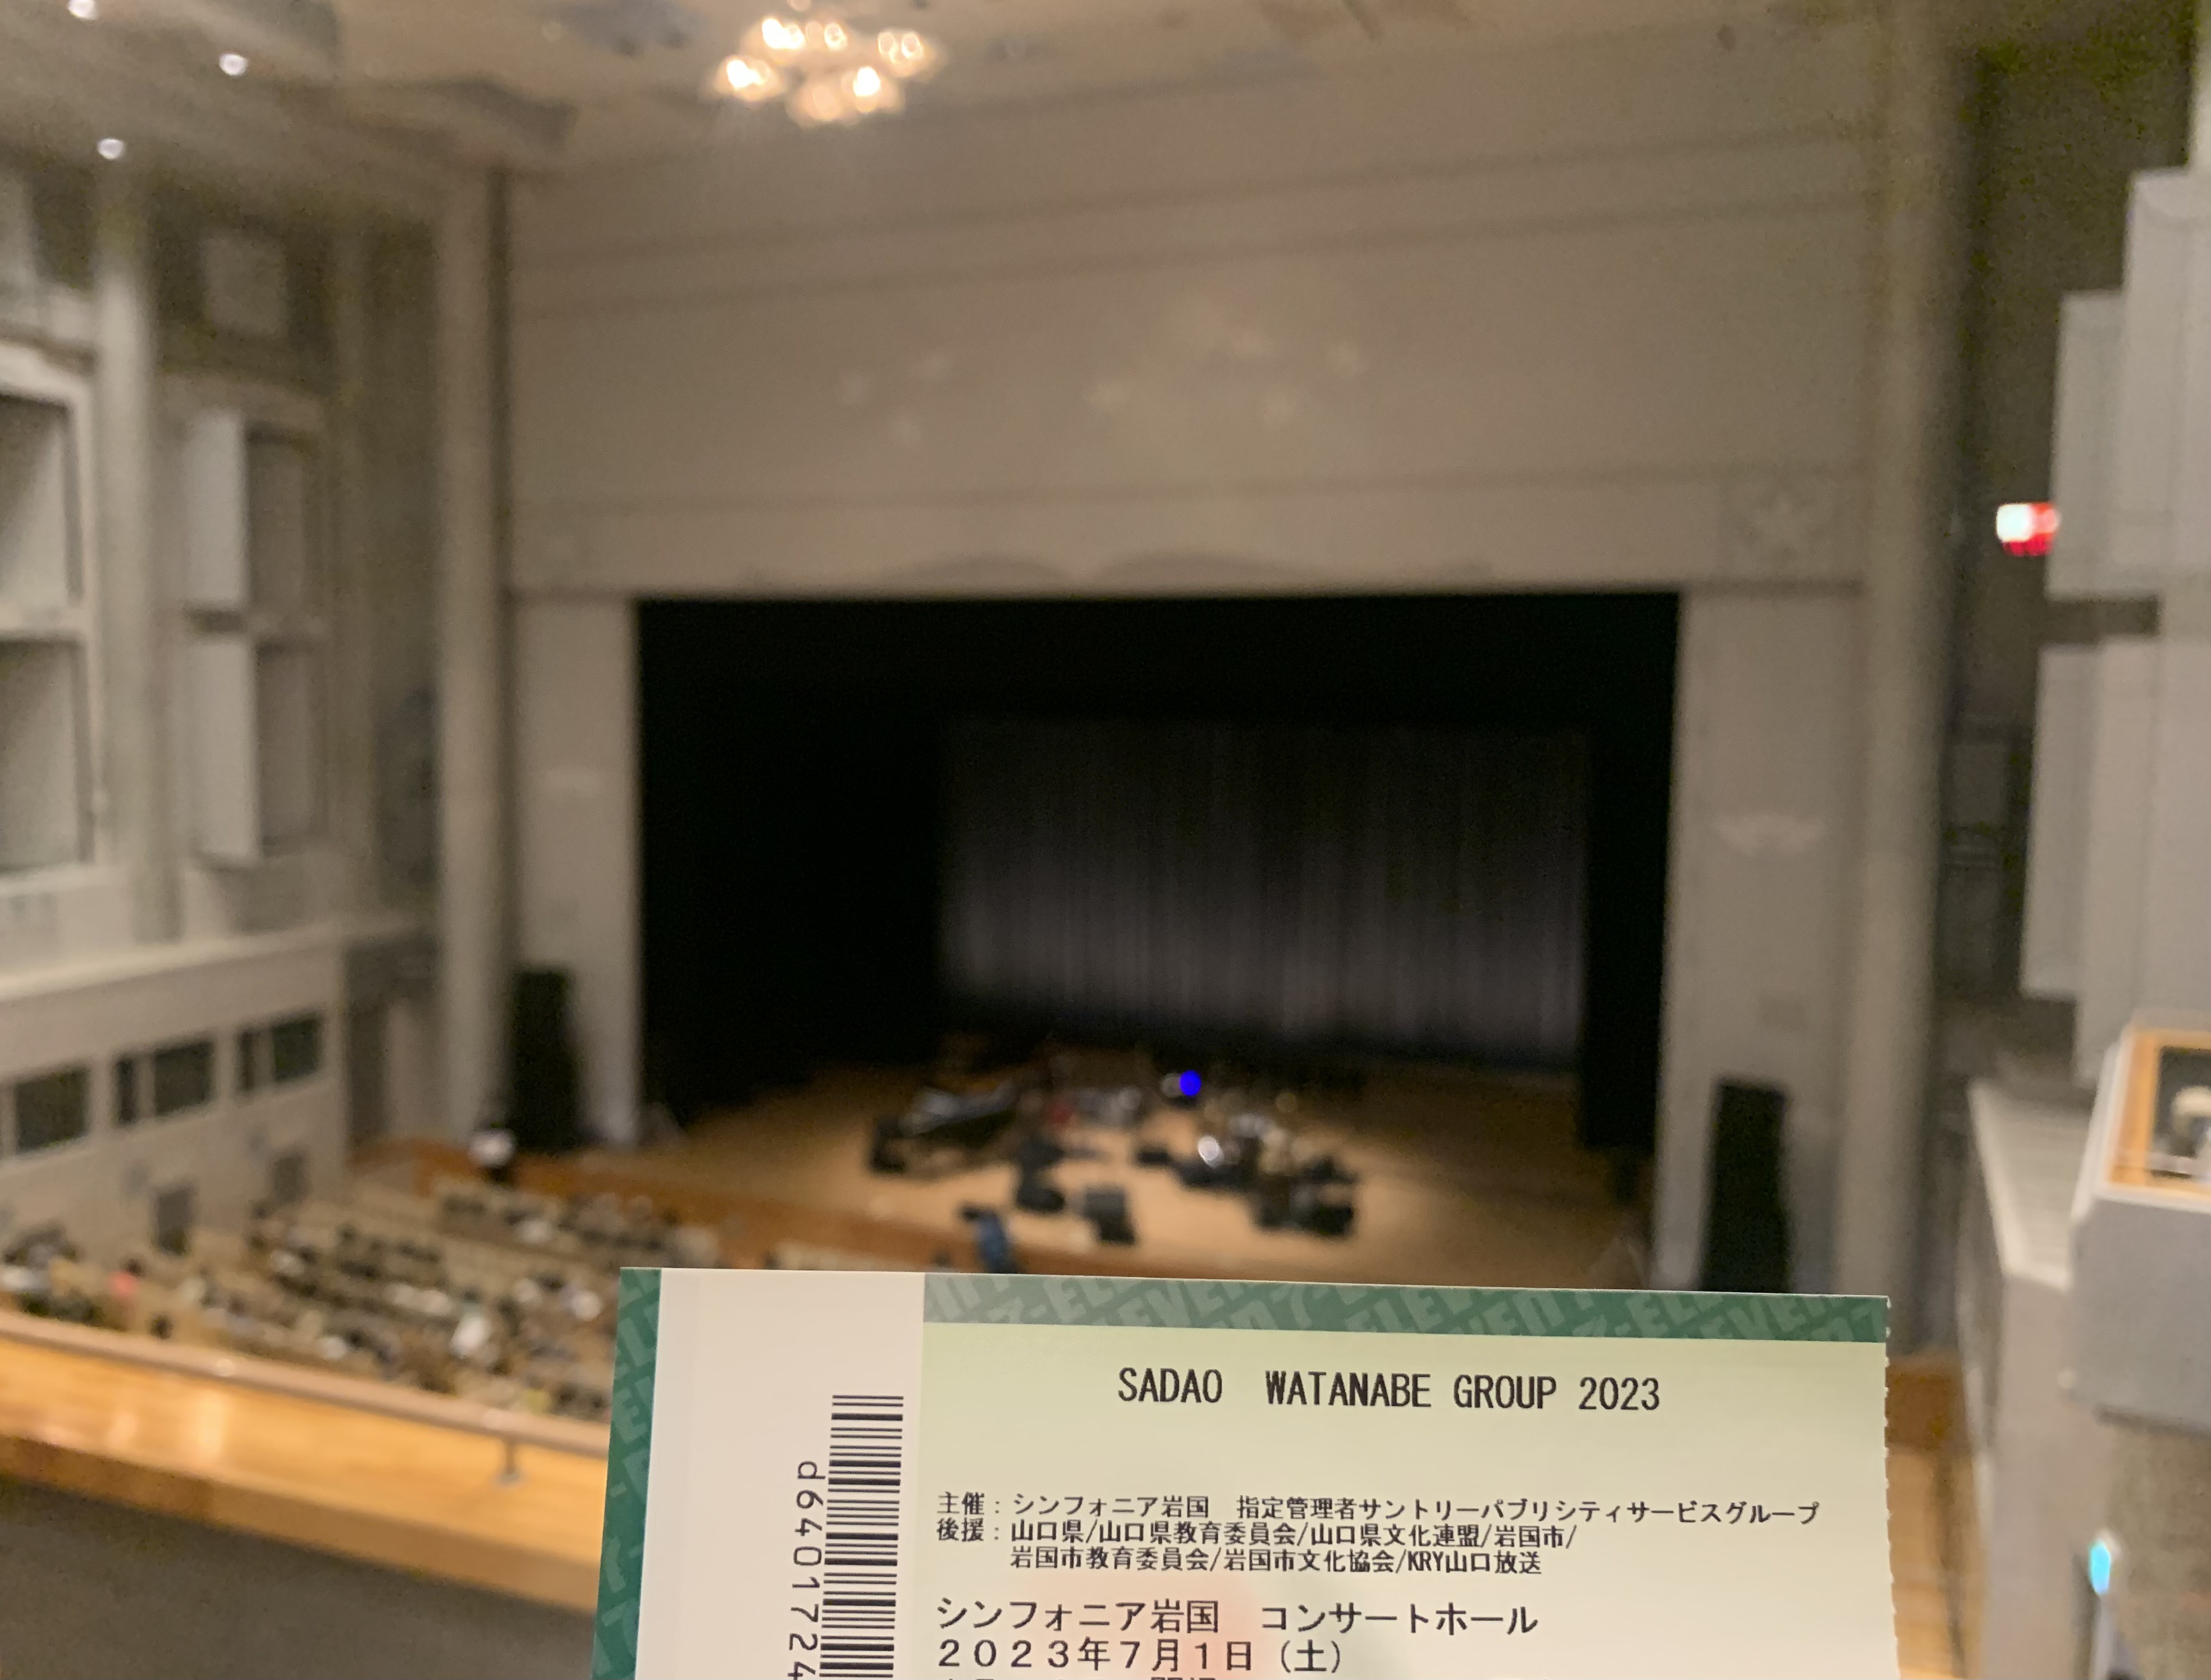 SADAO WATANABE GROUP 2023
主催：シンフォニア岩国　指定管理者サントリーパブリシティサービスグループ
後援：山口県/山口県教育委員会/山口県文化連盟/岩国市/
岩国市教育委員会/岩国市文化協会/KRY山口放送
シンフォニア岩国　コンサートホール
２０２３年７月１日（土）
d6401724